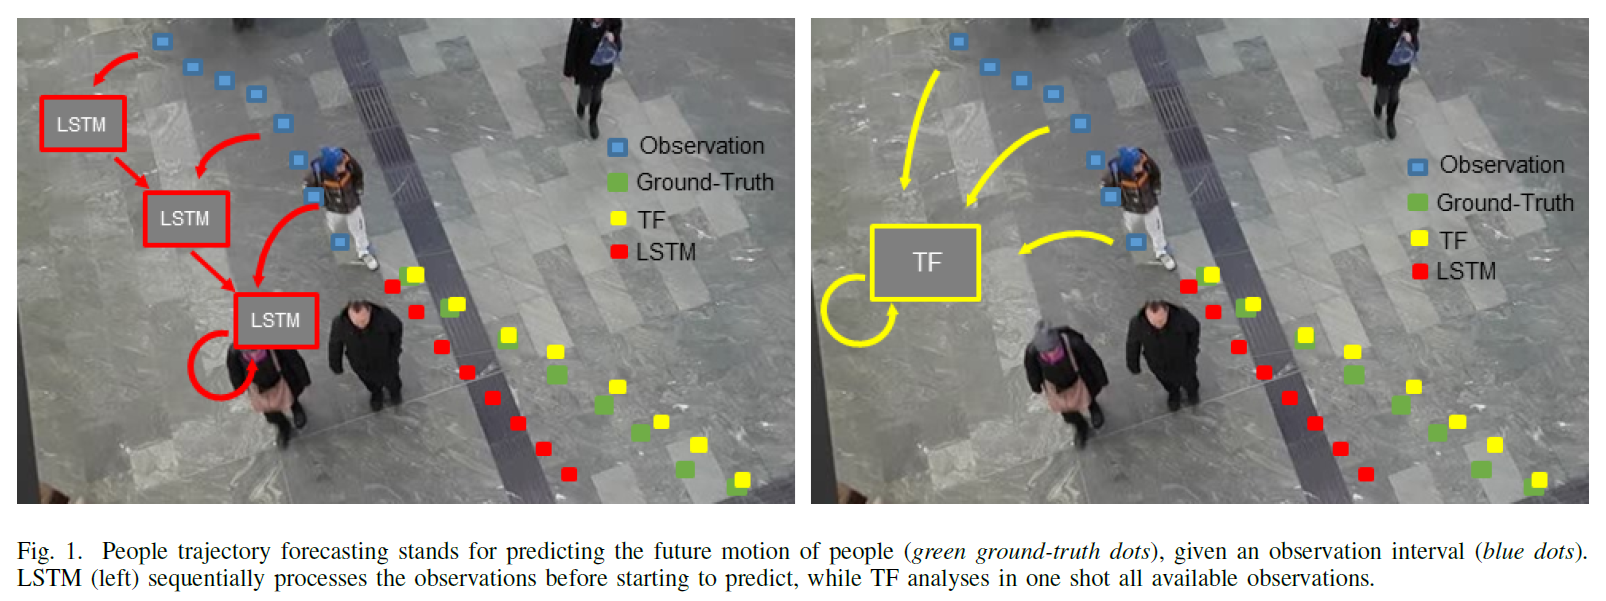 LSTM
LSTM
LSTM
Observation
Ground-Truth
TF
LSTM
TF
Observation
Ground-Truth
TF
LSTM
Fig. 1. People trajectory forecasting stands for predicting the future motion of people (green ground-truth dots), given an observation interval (blue dots).
LSTM (left) sequentially processes the observations before starting to predict, while TF analyses in one shot all available observations.